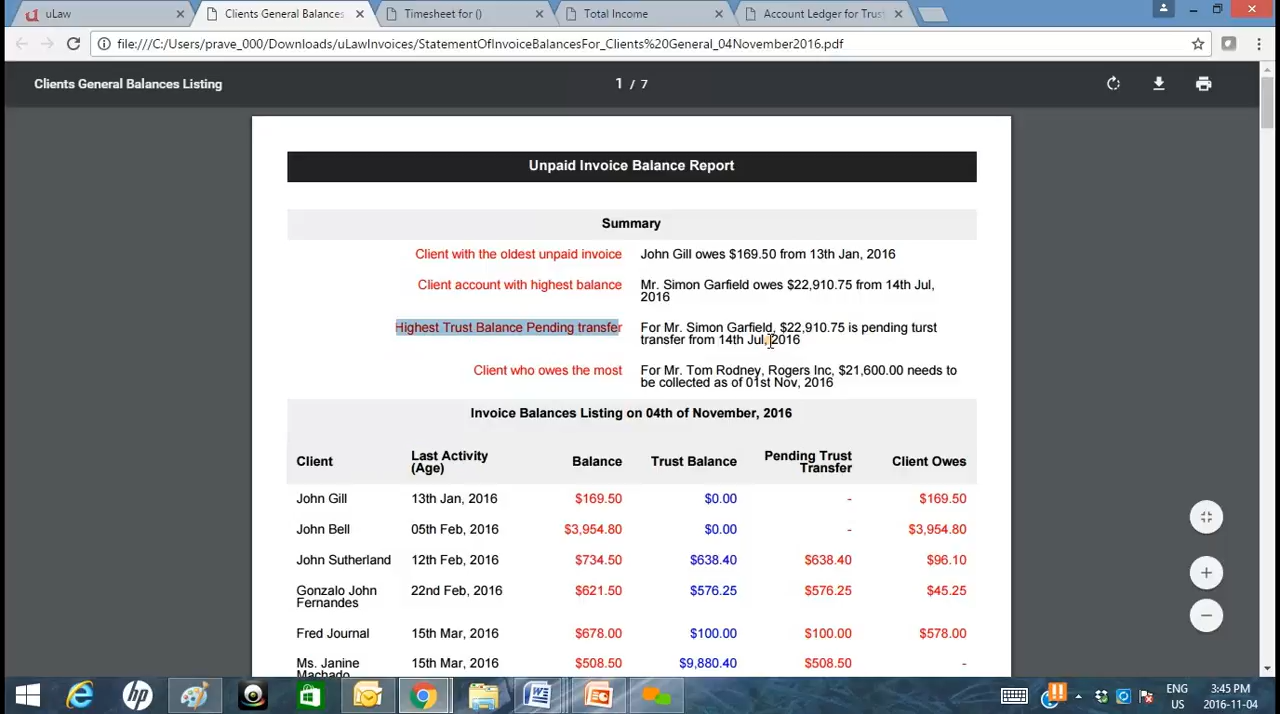 uLaw
Clients General Balances
Timesheet for ()
Total Income
Account Ledger for Trus
file:///C:/Users/prave_000/Downloads/uLawInvoices/StatementOfInvoiceBalancesFor_Clients%20General_04November2016.pdf
Clients General Balances Listing
1 / 7
Unpaid Invoice Balance Report
Summary
Client with the oldest unpaid invoice John Gill owes $169.50 from 13th Jan, 2016
Client account with highest balance Mr. Simon Garfield owes $22,910.75 from 14th Jul,
2016
Highest Trust Balance Pending transfer For Mr. Simon Garfield, $22,910.75 is pending turst
transfer from 14th Jul, 2016
Client who owes the most For Mr. Tom Rodney, Rogers Inc, $21,600.00 needs to
be collected as of 01st Nov, 2016
Invoice Balances Listing on 04th of November, 2016
Client Last Activity (Age) Balance Trust Balance Pending Trust Transfer Client Owes
John Gill 13th Jan, 2016 $169.50 $0.00 - $169.50
John Bell 05th Feb, 2016 $3,954.80 $0.00 - $3,954.80
John Sutherland 12th Feb, 2016 $734.50 $638.40 $638.40 $96.10
Gonzalo John 22nd Feb, 2016 $621.50 $576.25 $576.25 $45.25
Fernandes
Fred Journal 15th Mar, 2016 $678.00 $100.00 $100.00 $578.00
Ms. Janine 15th Mar, 2016 $508.50 $9,880.40 $508.50 -
Machado
hp
ENG 3:45 PM
US 2016-11-04